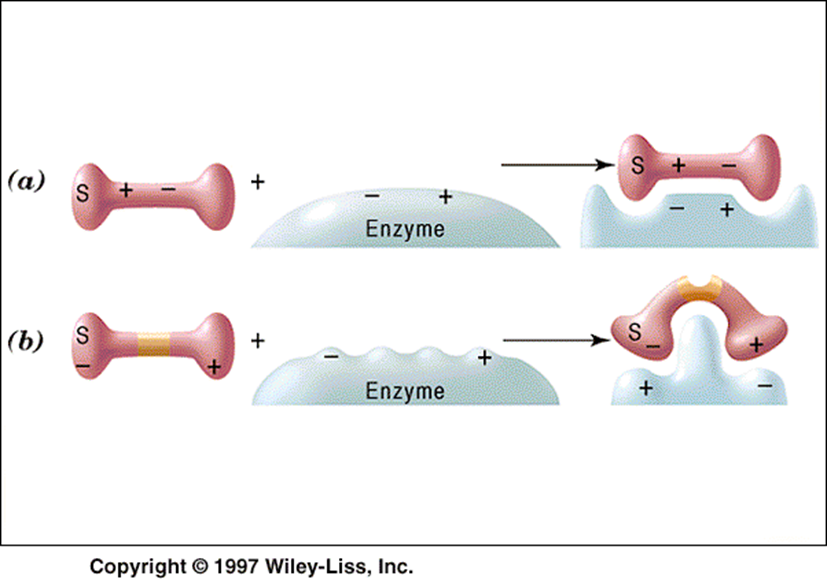 (a) S + − + − + Enzyme S + − − +
(b) S − + + − + Enzyme S − + + −
Copyright © 1997 Wiley-Liss, Inc.